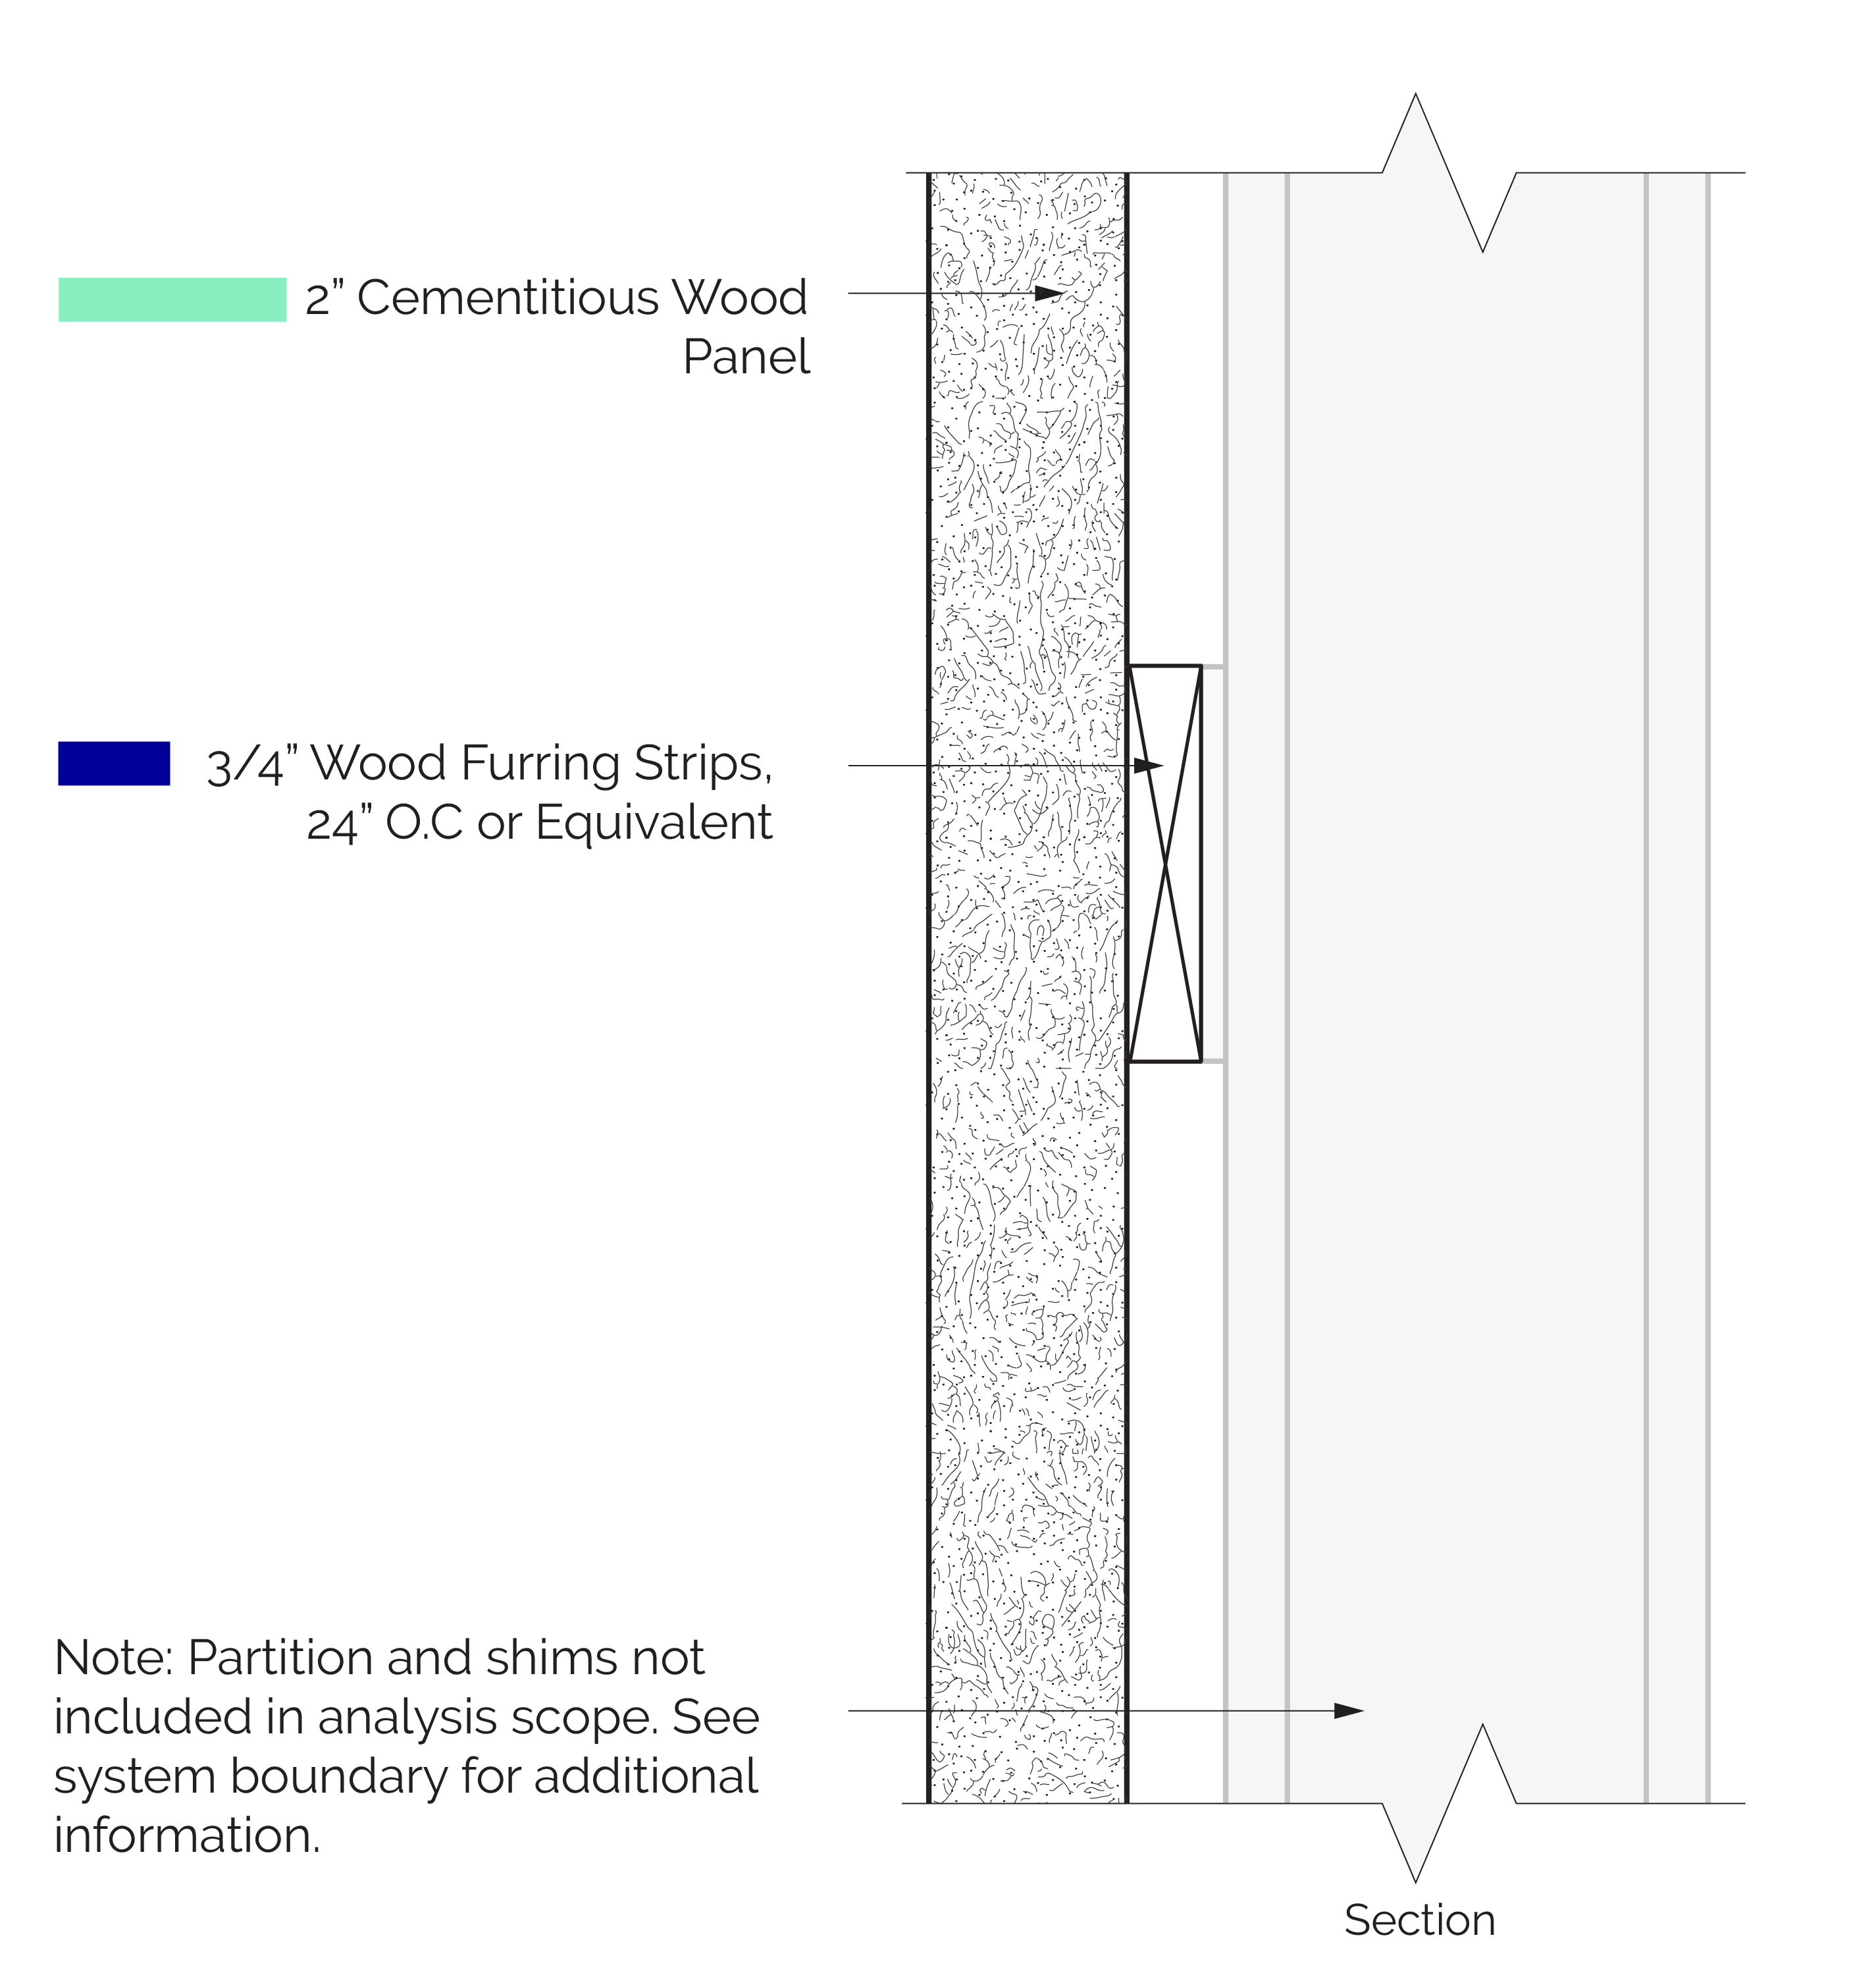 2” Cementitious Wood
Panel
3/4” Wood Furring Strips,
24” O.C or Equivalent
Note: Partition and shims not
included in analysis scope. See
system boundary for additional
information.
Section